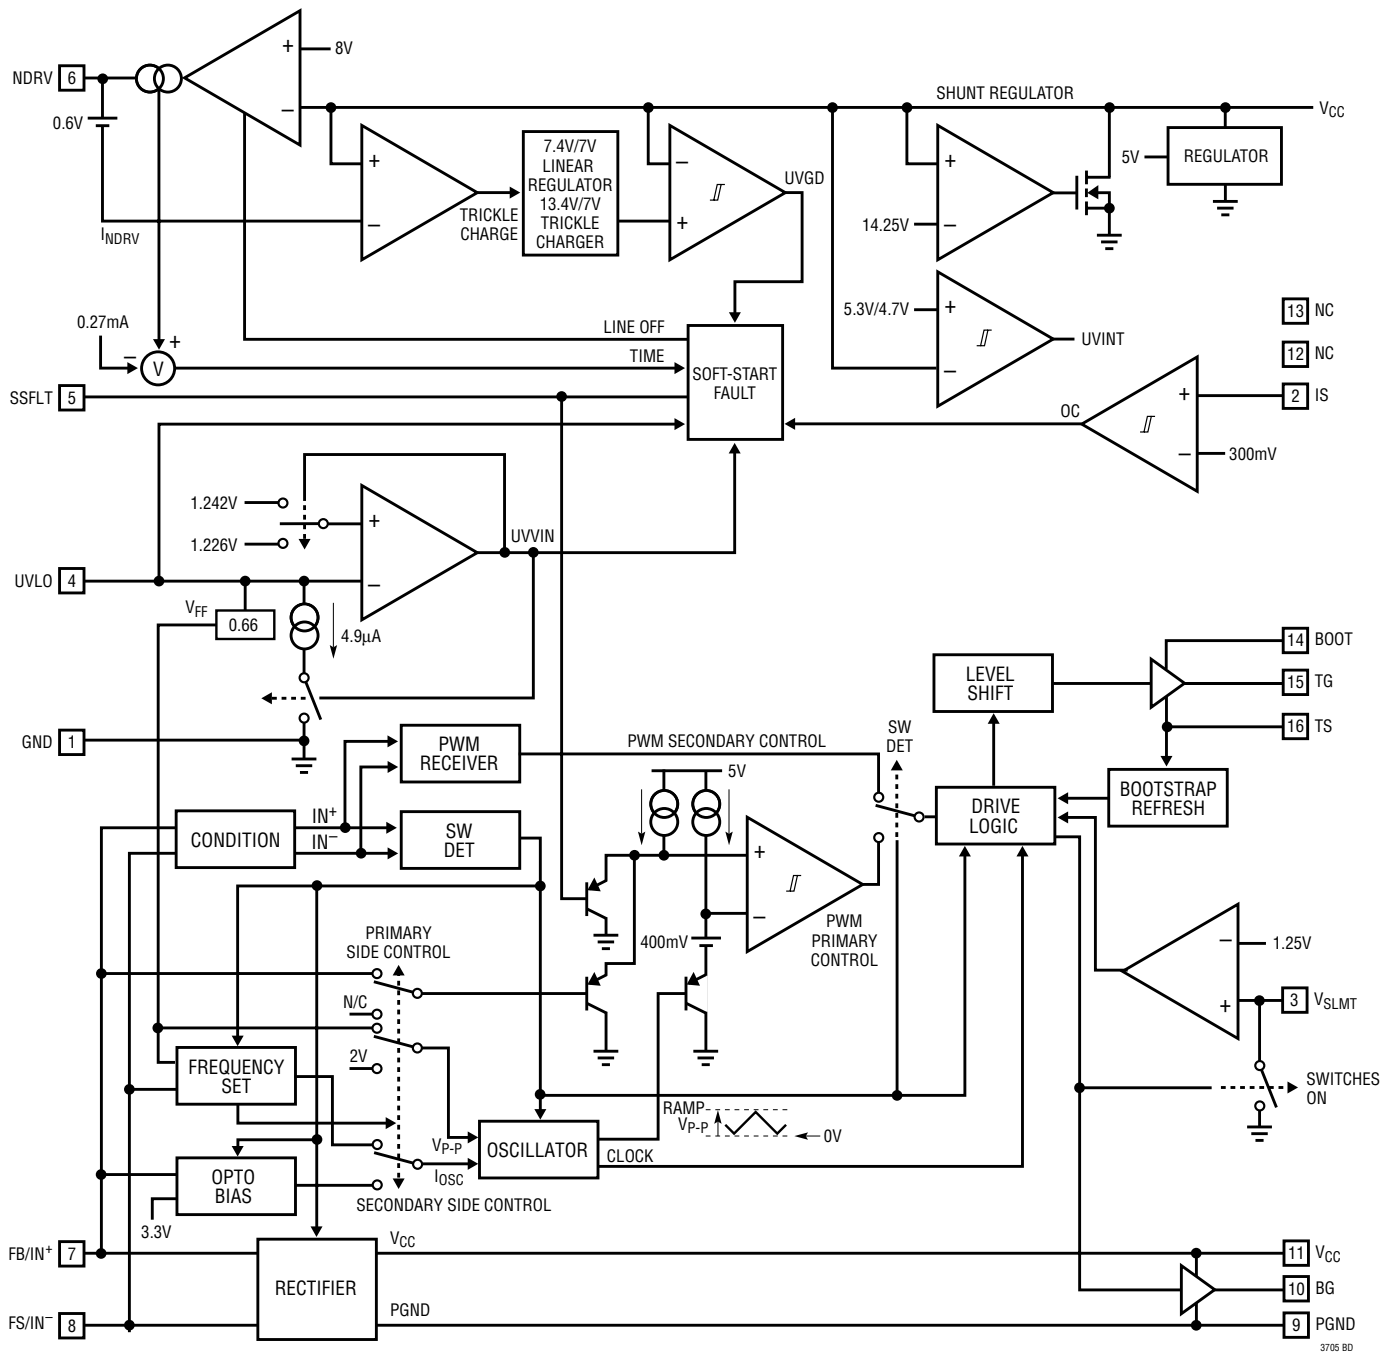 +
8V
NDRV 6
–
SHUNT REGULATOR
VCC
0.6V
7.4V/7V
LINEAR
REGULATOR
13.4V/7V
TRICKLE
CHARGER
+
–
+
5V
REGULATOR
UVGD
TRICKLE
CHARGE
–
+
14.25V
–
INDRV
5.3V/4.7V
+
13 NC
0.27mA
LINE OFF
UVINT
+
–
V
TIME
12 NC
SOFT-START
FAULT
–
SSFLT 5
+
2 IS
OC
–
300mV
1.242V
+
1.226V
UVVIN
UVLO 4
–
VFF
0.66
4.9µA
14 BOOT
LEVEL
SHIFT
15 TG
16 TS
GND 1
PWM
RECEIVER
PWM SECONDARY CONTROL
SW
DET
5V
BOOTSTRAP
REFRESH
DRIVE
LOGIC
CONDITION
IN+
IN–
SW
DET
+
–
400mV
PWM
PRIMARY
CONTROL
PRIMARY
SIDE CONTROL
–
1.25V
+
3 VSLMT
N/C
2V
FREQUENCY
SET
SWITCHES
ON
RAMP
VP-P
0V
VP-P
OSCILLATOR
CLOCK
IOSC
OPTO
BIAS
SECONDARY SIDE CONTROL
3.3V
FB/IN+ 7
VCC
11 VCC
RECTIFIER
10 BG
FS/IN– 8
PGND
9 PGND
3705 BD